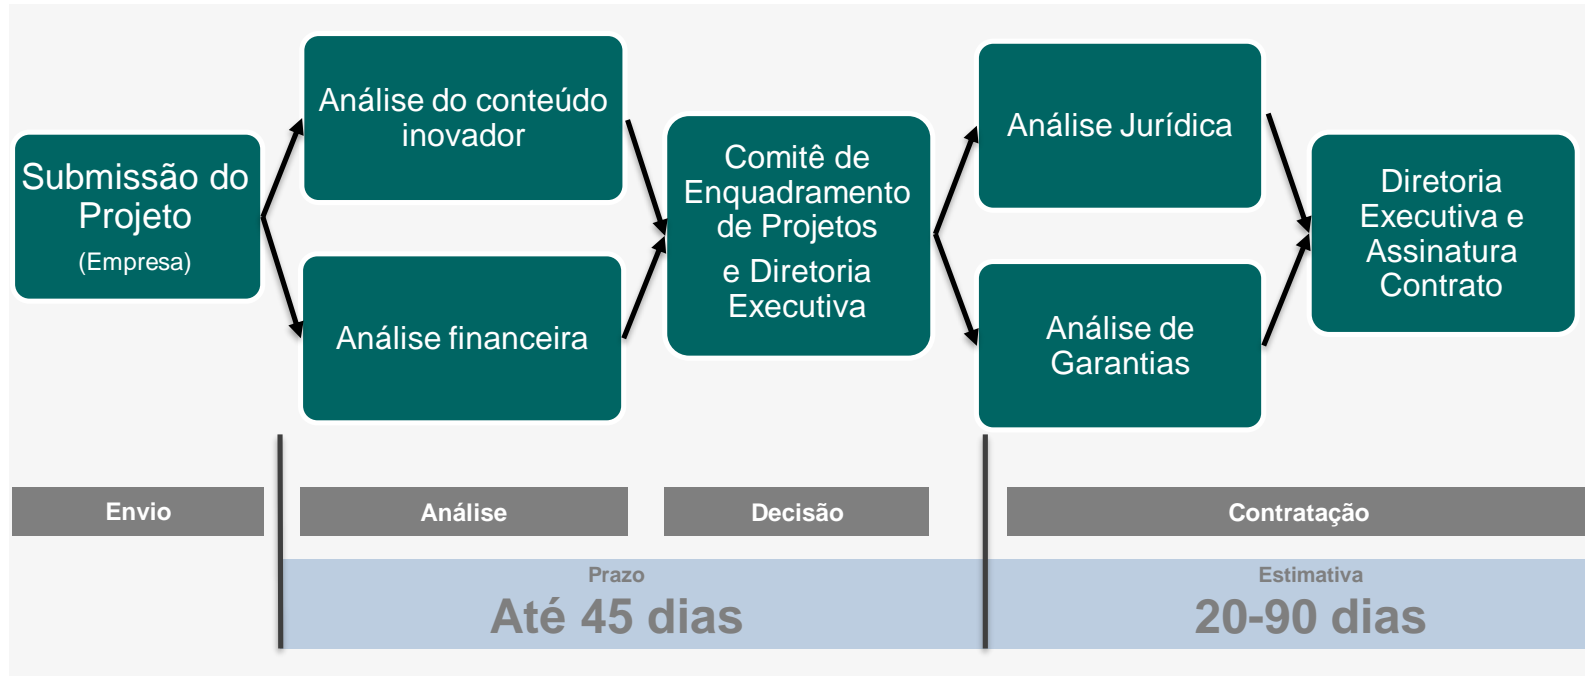 Submissão do
Projeto
(Empresa)
Análise do conteúdo
inovador
Análise financeira
Comitê de
Enquadramento
de Projetos
e Diretoria
Executiva
Análise Jurídica
Análise de
Garantias
Diretoria
Executiva e
Assinatura
Contrato
Envio
Análise
Decisão
Contratação
Prazo
Até 45 dias
Estimativa
20-90 dias